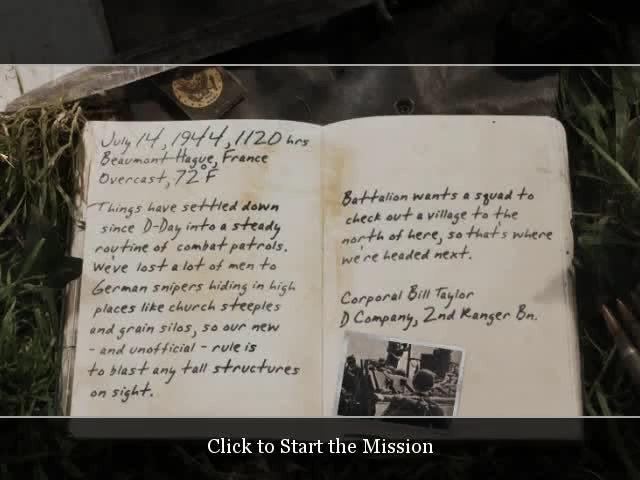 July 14, 1944, 1120 hrs
Beaumont-Hague, France
Overcast, 72° F
Things have settled down
since D-Day into a steady
routine of combat patrols.
We've lost a lot of men to
German snipers hiding in high
places like church steeples
and grain silos, so our new
- and unofficial - rule is
to blast any tall structures
on sight.
Battalion wants a squad to
check out a village to the
north of here, so that's where
we're headed next.
Corporal Bill Taylor
D Company, 2nd Ranger Bn.
Click to Start the Mission